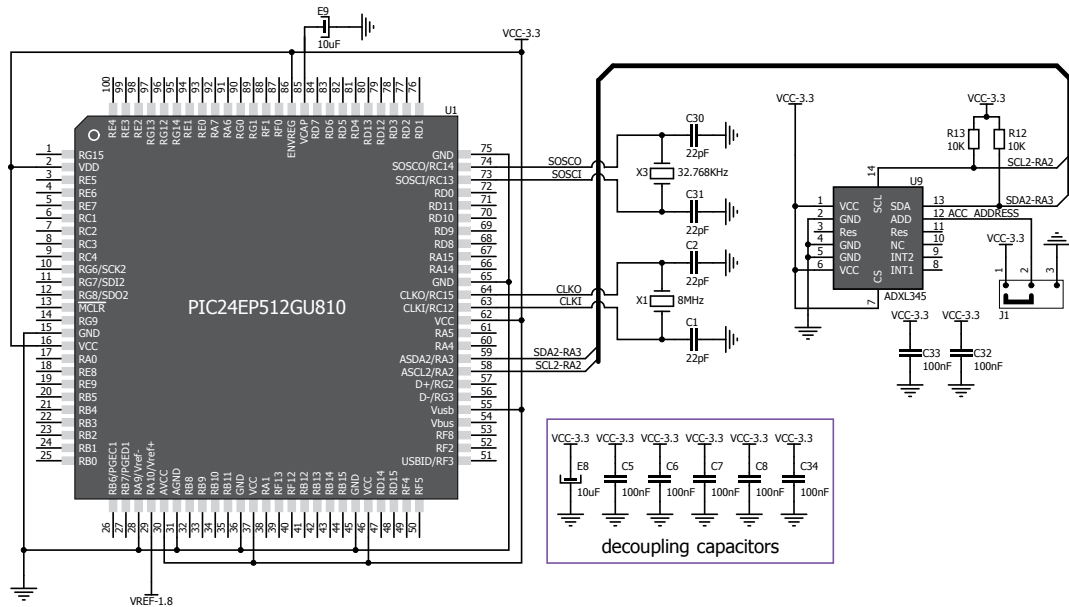 E9
10uF
VCC-3.3
100 99 98 97 96 95 94 93 92 91 90 89 88 87 86 85 84 83 82 81 80 79 78 77 76
RE4 RE3 RE2 RG13 RG12 RG14 RE1 RE0 RA7 RA6 RG0 RG1 RF1 RF0 ENVREG VCAP RD7 RD6 RD5 RD4 RD13 RD12 RD3 RD2 RD1
U1
1 RG15
2 VDD
3 RE5
4 RE6
5 RE7
6 RC1
7 RC2
8 RC3
9 RC4
10 RG6/SCK2
11 RG7/SDI2
12 RG8/SDO2
13 MCLR
14 RG9
15 GND
16 VCC
17 RA0
18 RE8
19 RE9
20 RB5
21 RB4
22 RB3
23 RB2
24 RB1
25 RB0
PIC24EP512GU810
GND 75
SOSCO/RC14 74
SOSCI/RC13 73
RD0 72
RD11 71
RD10 70
RD9 69
RD8 68
RA15 67
RA14 66
GND 65
CLKO/RC15 64
CLKI/RC12 63
VCC 62
RA5 61
RA4 60
ASDA2/RA3 59
ASCL2/RA2 58
D+/RG2 57
D-/RG3 56
Vusb 55
Vbus 54
RF8 53
RF2 52
USBID/RF3 51
RB6/PGEC1 RB7/PGED1 RA9/Vref- RA10/Vref+ AVCC AGND RB8 RB9 RB10 RB11 GND VCC RA1 RF13 RF12 RB12 RB13 RB14 RB15 GND VCC RD14 RD15 RF4 RF5
26 27 28 29 30 31 32 33 34 35 36 37 38 39 40 41 42 43 44 45 46 47 48 49 50
VREF-1.8
SOSCO
SOSCI
CLKO
CLKI
SDA2-RA3
SCL2-RA2
C30
22pF
X3
32.768KHz
C31
22pF
C2
22pF
X1
8MHz
C1
22pF
VCC-3.3
VCC-3.3
R13
10K
R12
10K
SCL2-RA2
14
U9
SCL
1 VCC
2 GND
3 Res
4 GND
5 GND
6 VCC
SDA 13
ADD 12
Res 11
NC 10
INT2 9
INT1 8
CS
7
ADXL345
SDA2-RA3
ACC ADDRESS
VCC-3.3
1 2 3
J1
VCC-3.3
C33
100nF
VCC-3.3
C32
100nF
VCC-3.3 VCC-3.3 VCC-3.3 VCC-3.3 VCC-3.3 VCC-3.3
E8 C5 C6 C7 C8 C34
10uF 100nF 100nF 100nF 100nF 100nF
decoupling capacitors